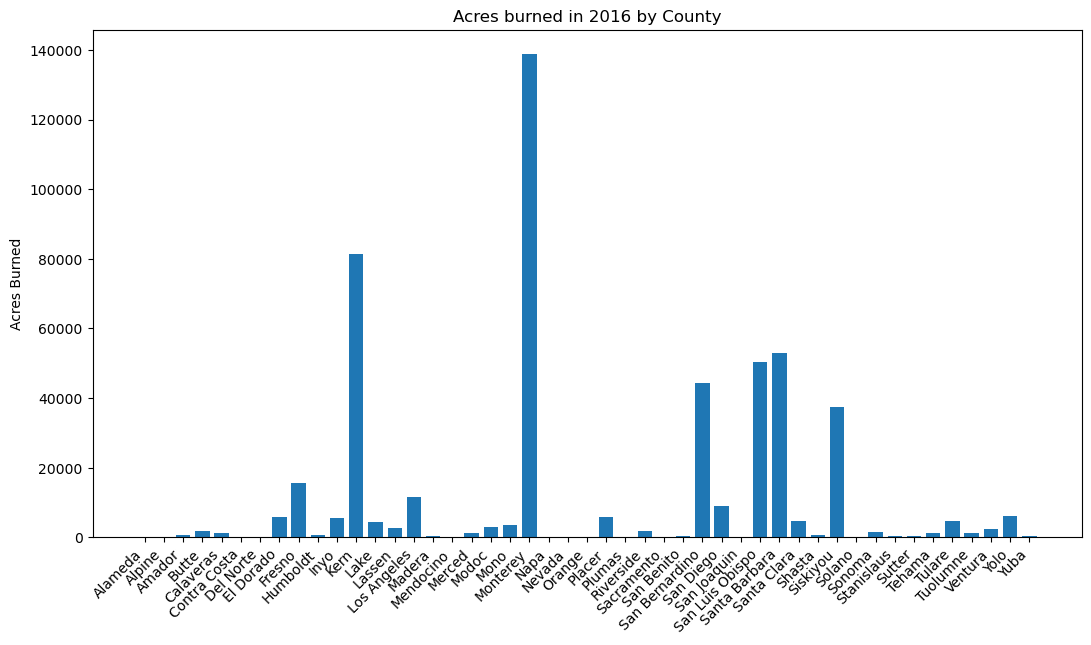 Acres burned in 2016 by County
Acres Burned
140000
120000
100000
80000
60000
40000
20000
0
Alameda
Alpine
Amador
Butte
Calaveras
Contra Costa
Del Norte
El Dorado
Fresno
Humboldt
Inyo
Kern
Lake
Lassen
Los Angeles
Madera
Mendocino
Merced
Modoc
Mono
Monterey
Napa
Nevada
Orange
Placer
Plumas
Riverside
Sacramento
San Benito
San Bernardino
San Diego
San Joaquin
San Luis Obispo
Santa Barbara
Santa Clara
Shasta
Siskiyou
Solano
Sonoma
Stanislaus
Sutter
Tehama
Tulare
Tuolumne
Ventura
Yolo
Yuba